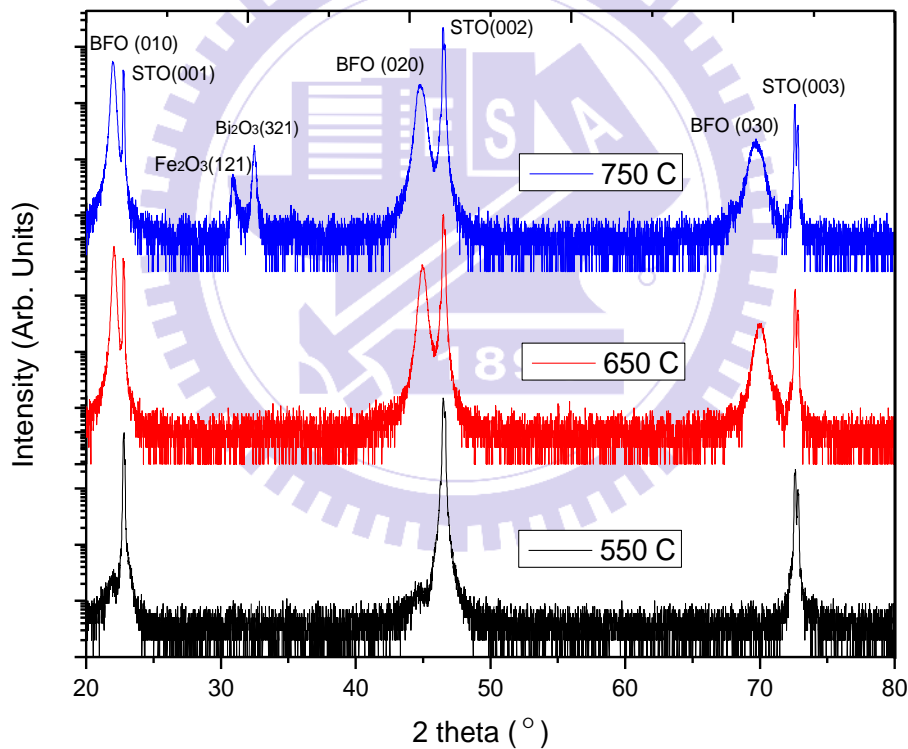 STO(002)
BFO (010)
STO(001)
BFO (020)
STO(003)
Bi₂O₃(321)
BFO (030)
Fe₂O₃(121)
E S A
750 C
650 C
189
550 C
Intensity (Arb. Units)
20 30 40 50 60 70 80
2 theta ( ° )